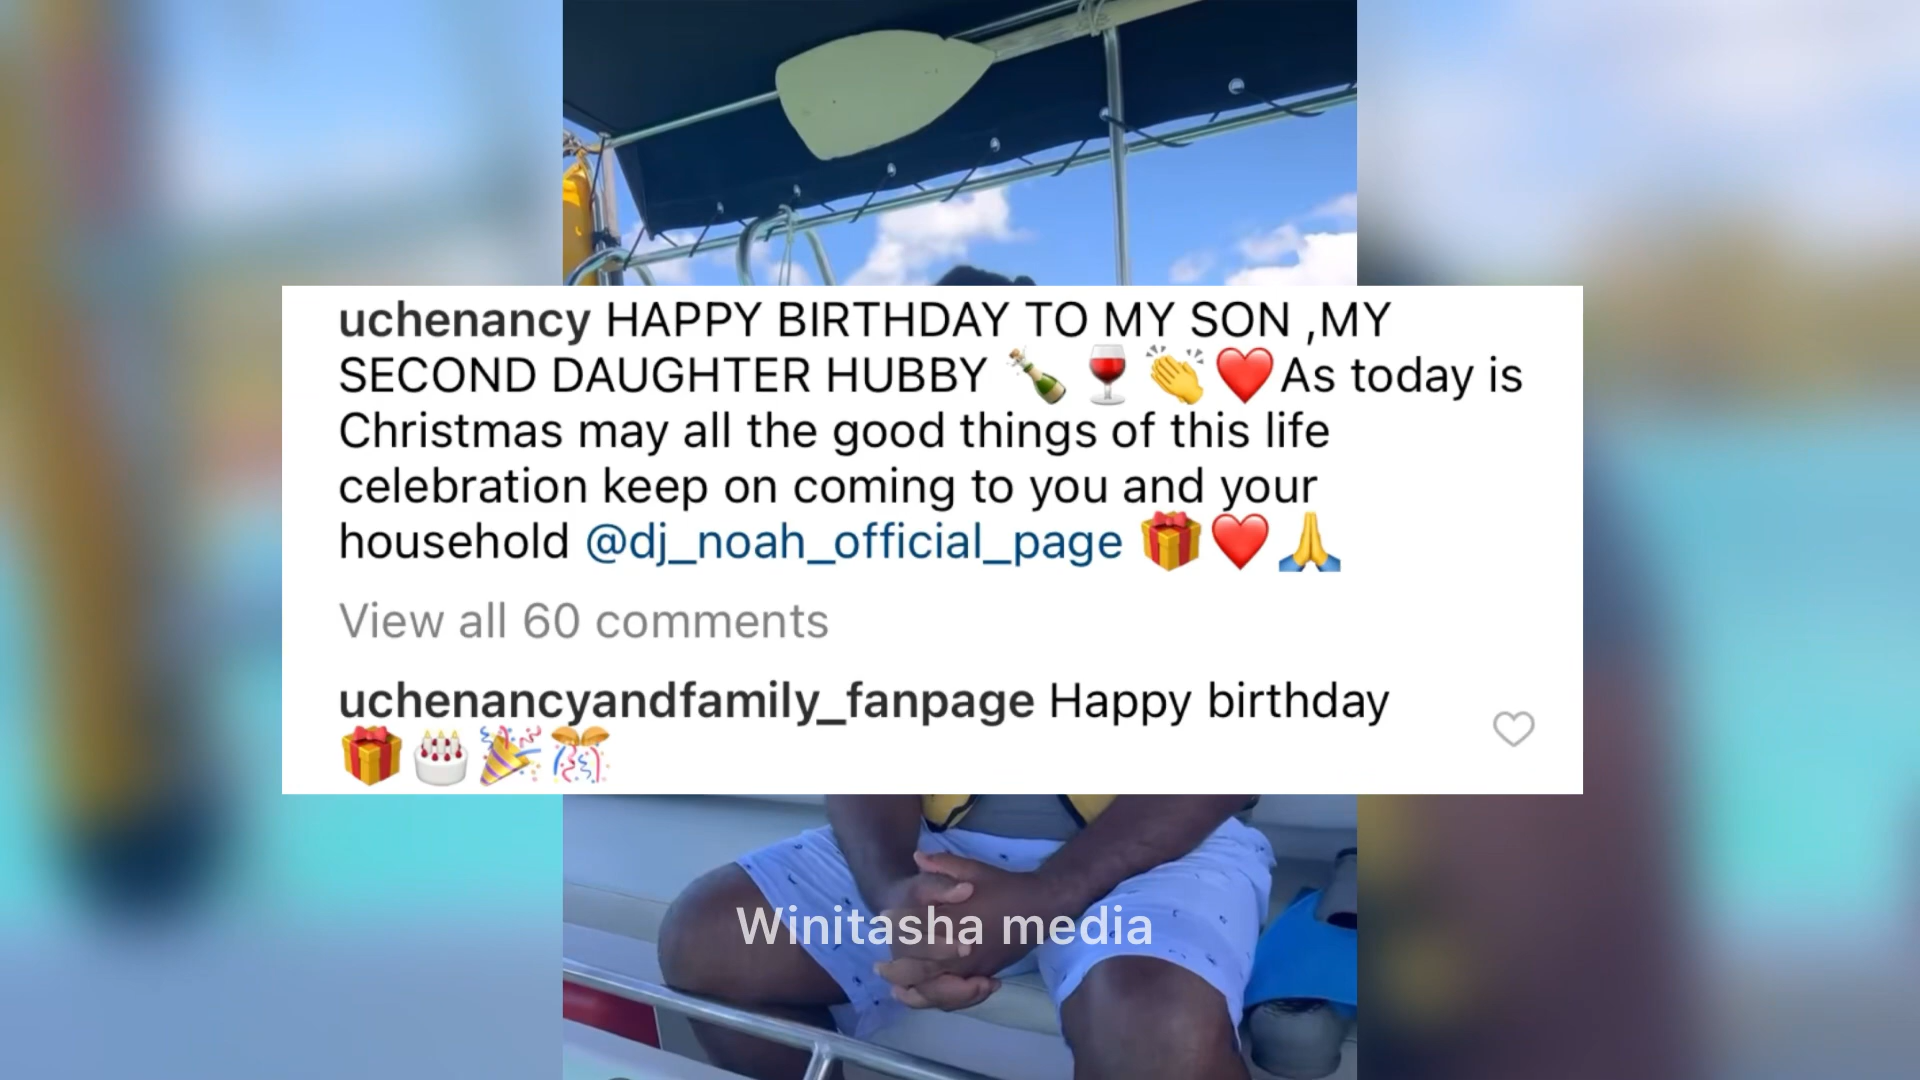 uchenancy HAPPY BIRTHDAY TO MY SON ,MY
SECOND DAUGHTER HUBBY 🍾🍷👏❤️As today is
Christmas may all the good things of this life
celebration keep on coming to you and your
household @dj_noah_official_page 🎁❤️🙏
View all 60 comments
uchenancyandfamily_fanpage Happy birthday
🎁🎂🎉🎊
Winitasha media